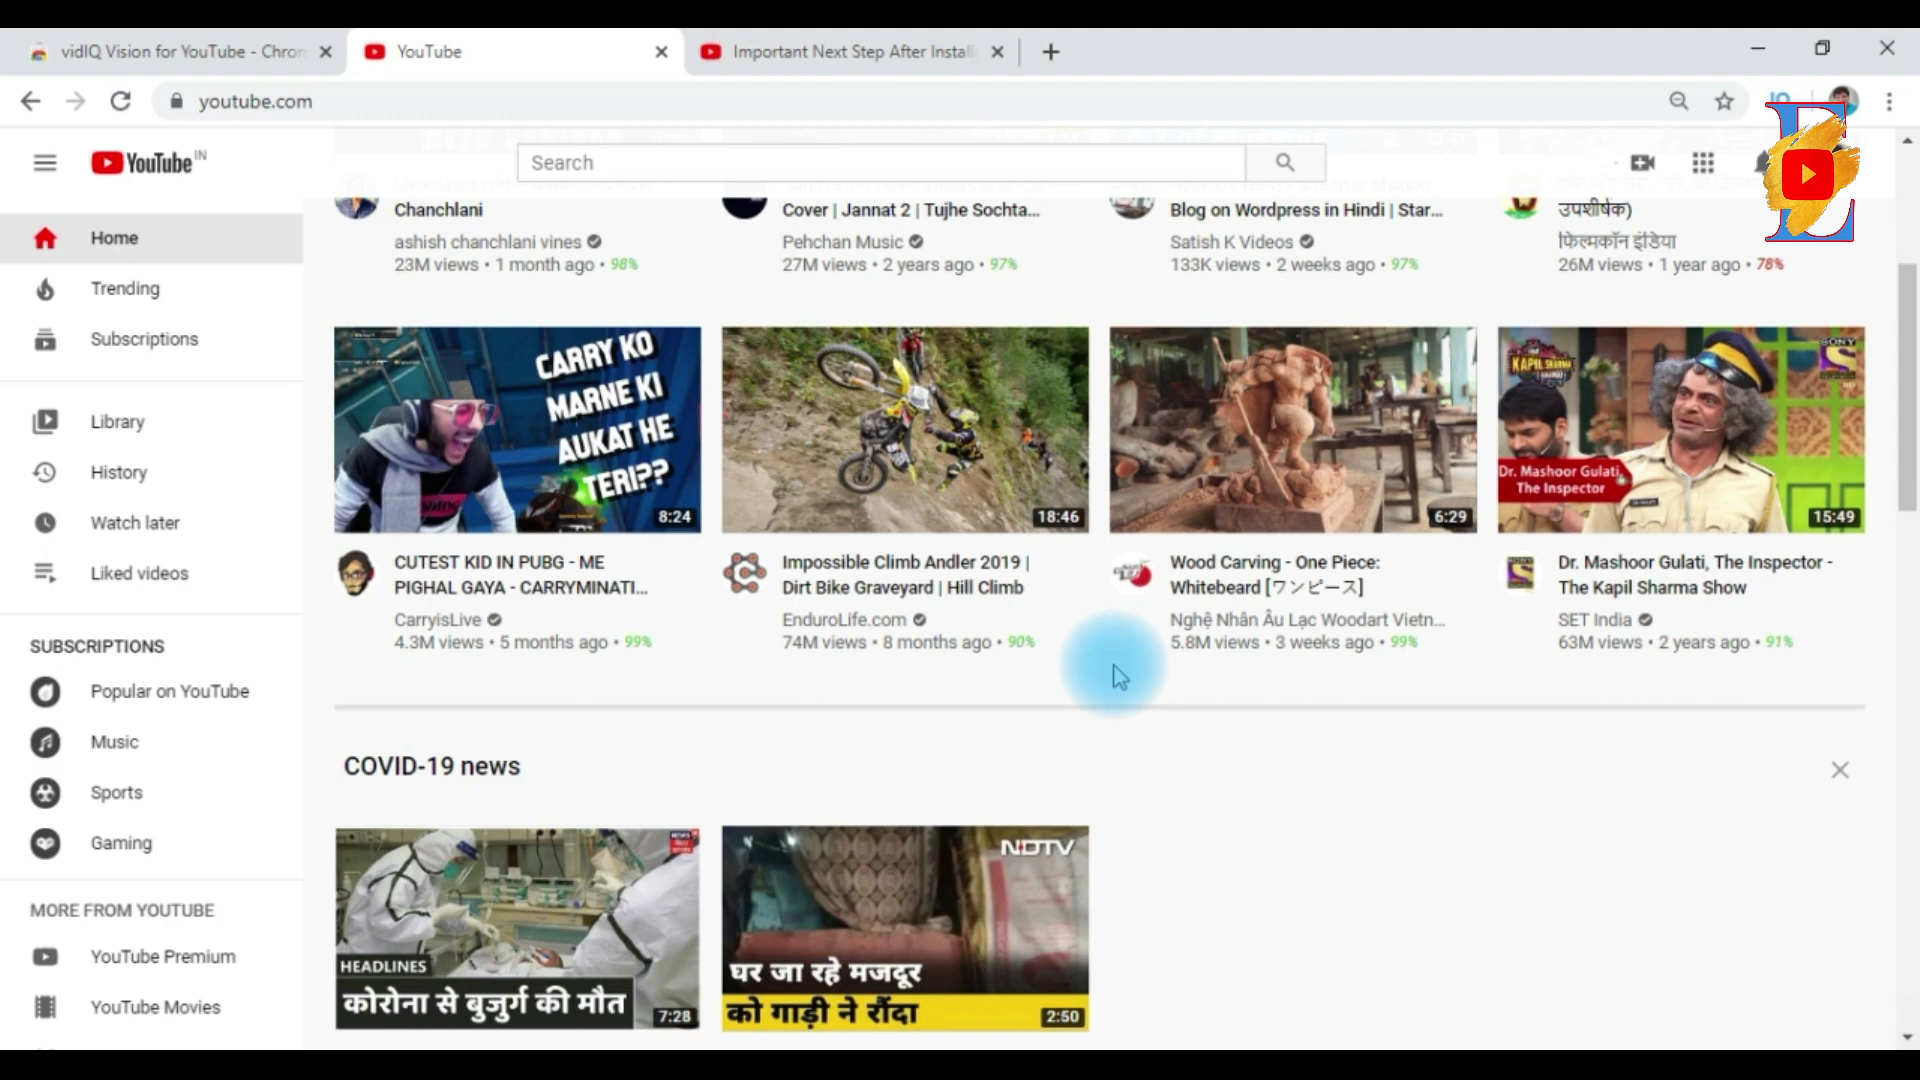 vidIQ Vision for YouTube - Chrom
YouTube
Important Next Step After Install
youtube.com
YouTube IN
Search
Home
Trending
Subscriptions
Library
History
Watch later
Liked videos
SUBSCRIPTIONS
Popular on YouTube
Music
Sports
Gaming
MORE FROM YOUTUBE
YouTube Premium
YouTube Movies
Chanchlani
ashish chanchlani vines
23M views • 1 month ago • 98%
Cover | Jannat 2 | Tujhe Sochta...
Pehchan Music
27M views • 2 years ago • 97%
Blog on Wordpress in Hindi | Star...
Satish K Videos
133K views • 2 weeks ago • 97%
उपशीर्षक)
फिल्मकॉन इंडिया
26M views • 1 year ago • 78%
CARRY KO
MARNE KI
AUKAT HE
TERI??
8:24
CUTEST KID IN PUBG - ME
PIGHAL GAYA - CARRYMINATI...
CarryisLive
4.3M views • 5 months ago • 99%
18:46
Impossible Climb Andler 2019 |
Dirt Bike Graveyard | Hill Climb
EnduroLife.com
74M views • 8 months ago • 90%
6:29
Wood Carving - One Piece:
Whitebeard [ワンピース]
Nghệ Nhân Âu Lạc Woodart Vietn...
5.8M views • 3 weeks ago • 99%
KAPIL SHARMA
SONY
Dr. Mashoor Gulati,
The Inspector
15:49
Dr. Mashoor Gulati, The Inspector -
The Kapil Sharma Show
SET India
63M views • 2 years ago • 91%
COVID-19 news
HEADLINES
कोरोना से बुजुर्ग की मौत
7:28
NDTV
घर जा रहे मजदूर
को गाड़ी ने रौंदा
2:50